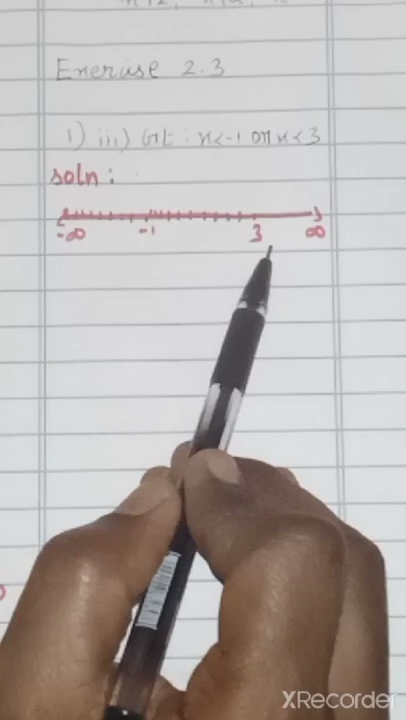 Exercise 2.3
1) iii) Gt : x<-1 or x<3
soln :
-∞ -1 3 ∞
XRecorder